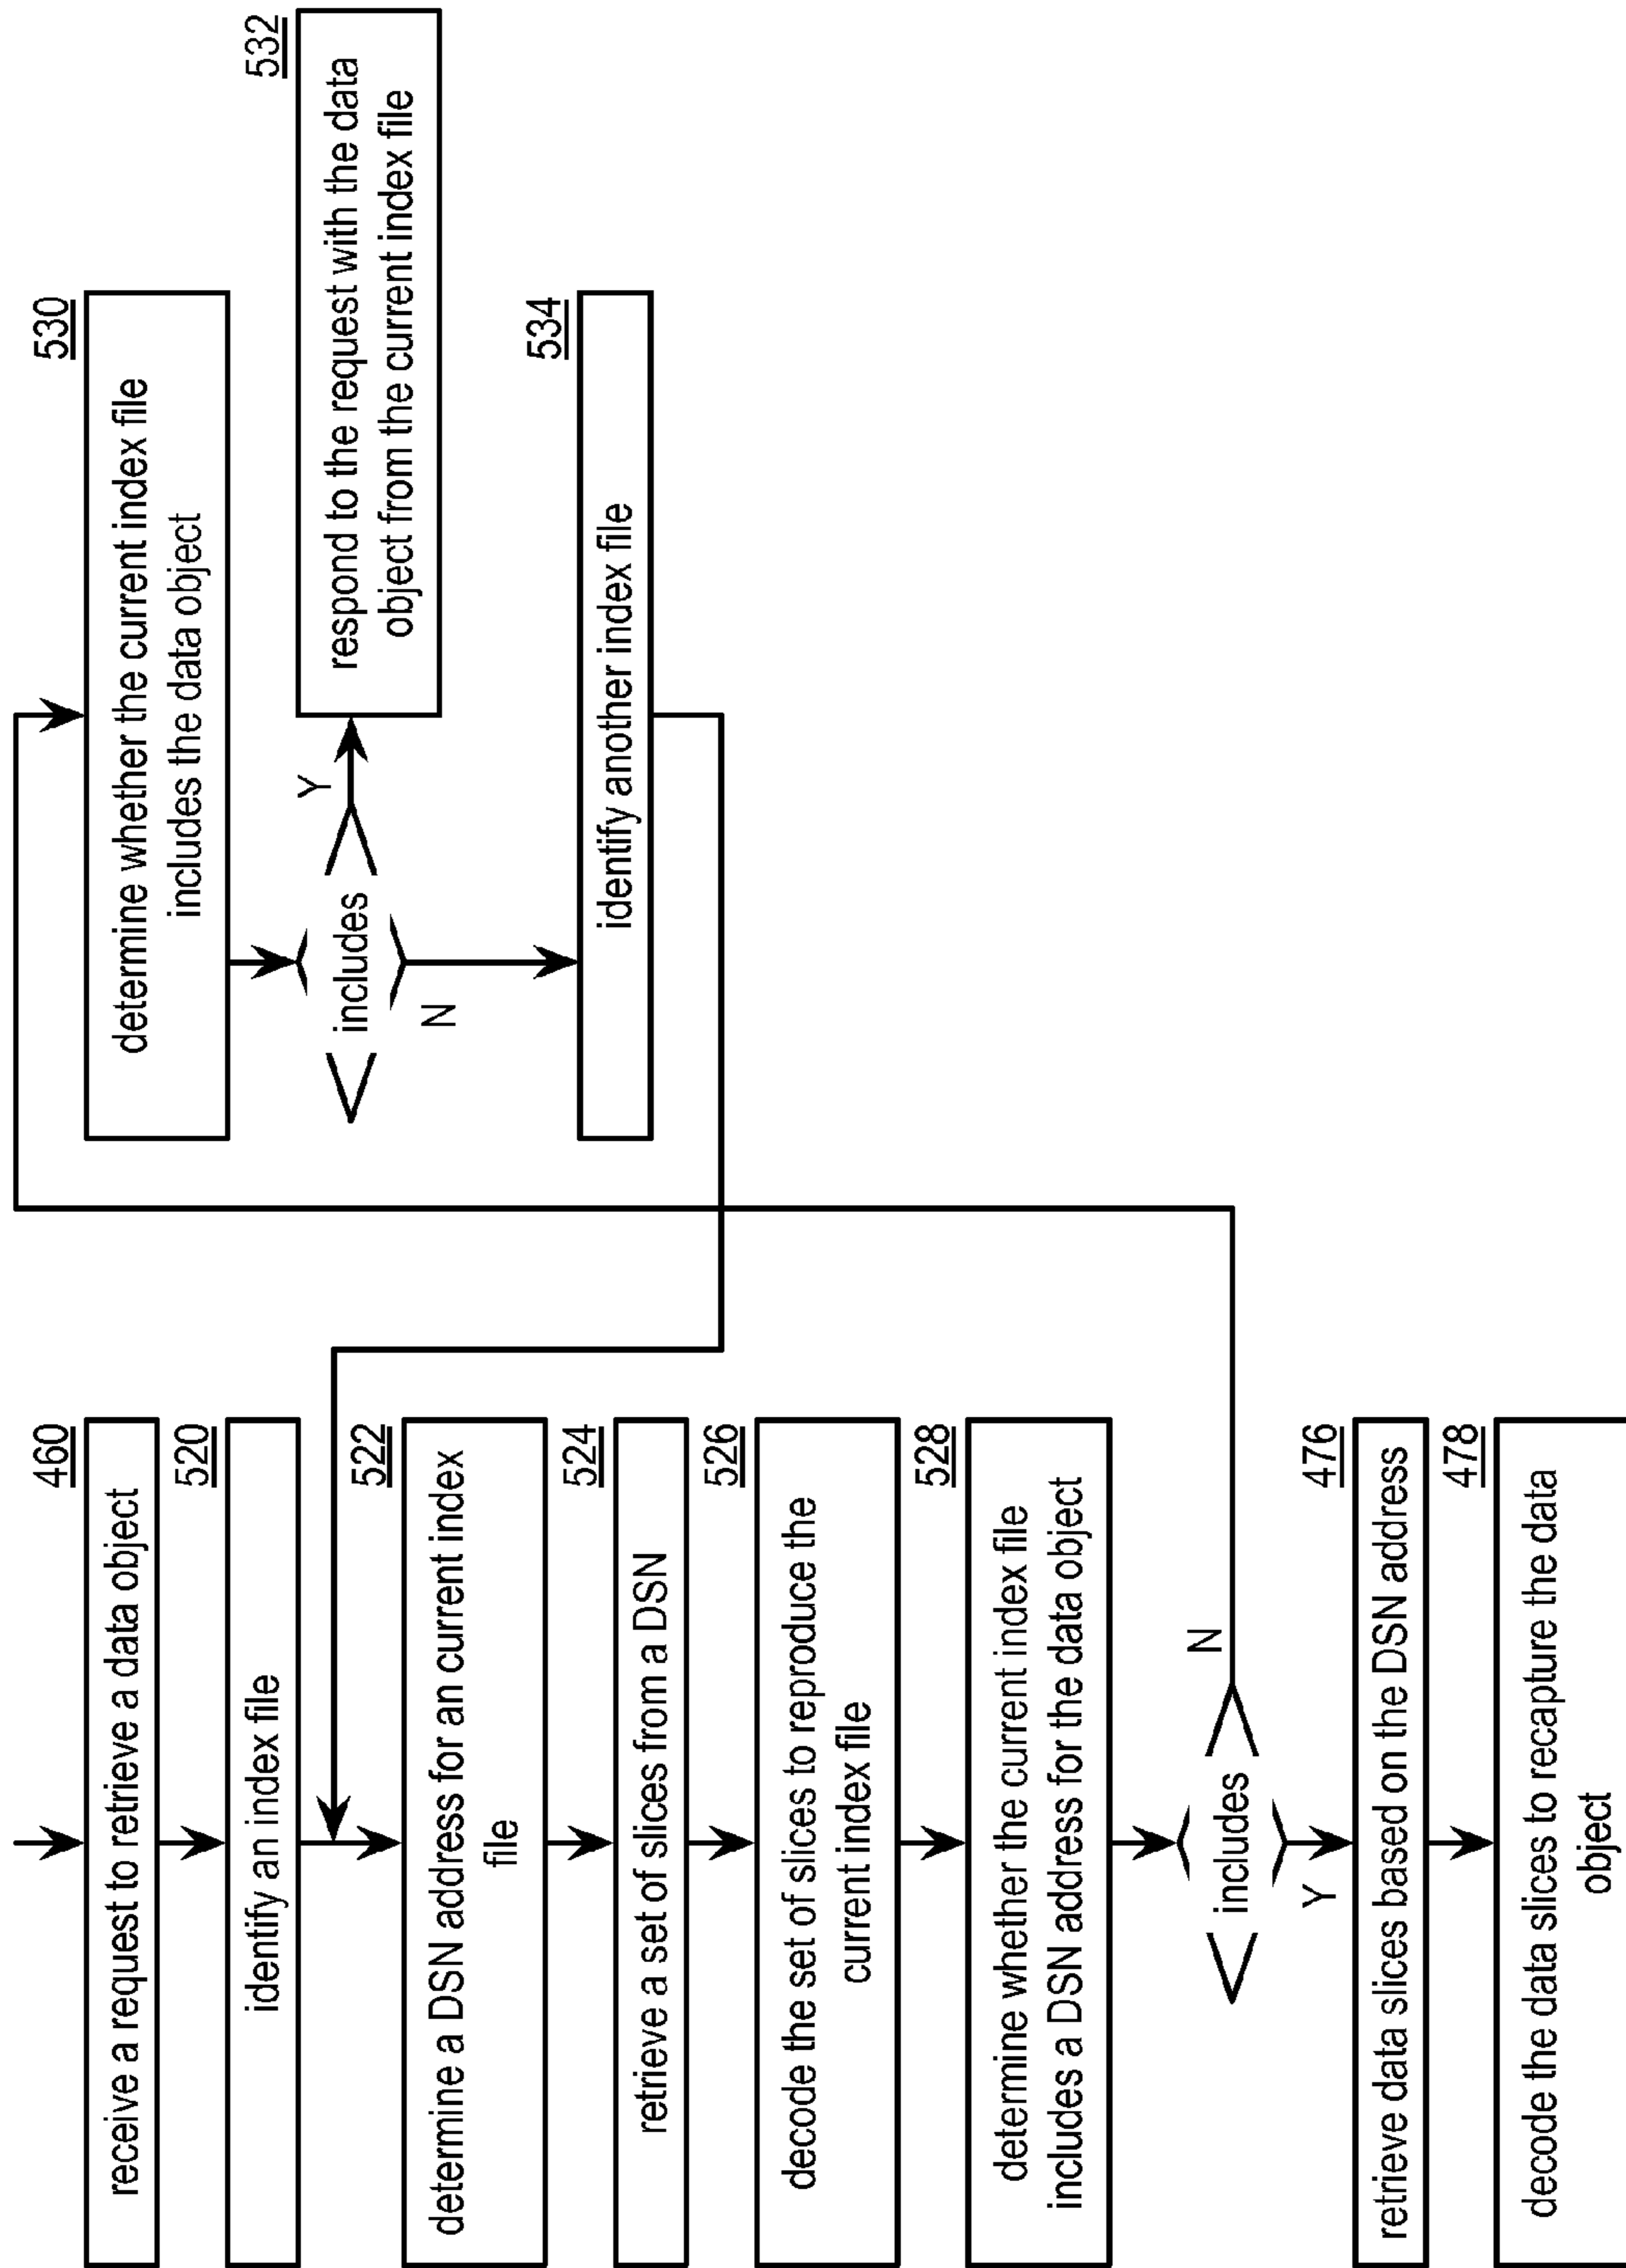 460
receive a request to retrieve a data object
520
identify an index file
522
determine a DSN address for an current index
file
524
retrieve a set of slices from a DSN
526
decode the set of slices to reproduce the
current index file
528
determine whether the current index file
includes a DSN address for the data object
includes
N
Y
476
retrieve data slices based on the DSN address
478
decode the data slices to recapture the data
object
530
determine whether the current index file
includes the data object
includes
Y
N
532
respond to the request with the data
object from the current index file
534
identify another index file